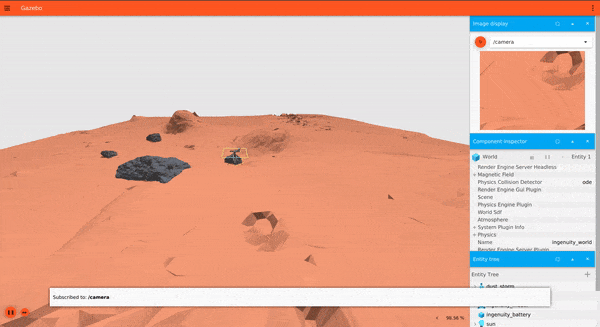 Gazebo
Image display
/camera
Component inspector
World
Entity 1
Render Engine Server Headless
Magnetic Field
Physics Collision Detector
ode
Render Engine Gui Plugin
Scene
Physics Engine Plugin
World Sdf
Atmosphere
System Plugin Info
Physics
Name
ingenuity_world
Render Engine Server Plugin
Entity tree
Entity Tree
dust_storm
ingenuity_battery
sun
Subscribed to: /camera
98.56 %